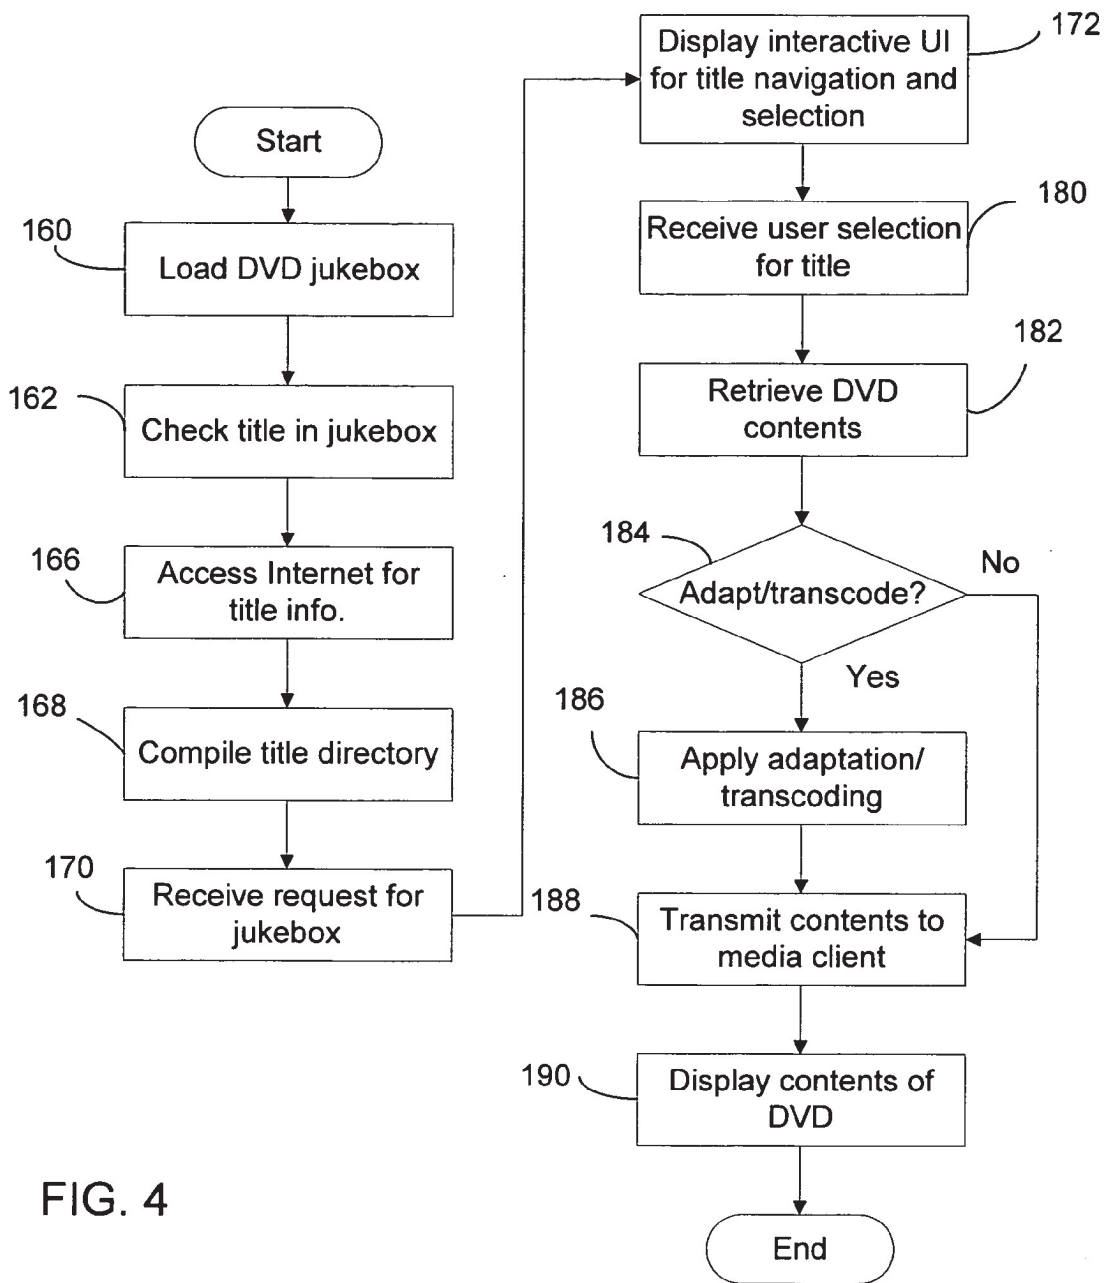 Start
160
Load DVD jukebox
162
Check title in jukebox
166
Access Internet for
title info.
168
Compile title directory
170
Receive request for
jukebox
172
Display interactive UI
for title navigation and
selection
180
Receive user selection
for title
182
Retrieve DVD
contents
184
Adapt/transcode?
No
Yes
186
Apply adaptation/
transcoding
188
Transmit contents to
media client
190
Display contents of
DVD
End
FIG. 4